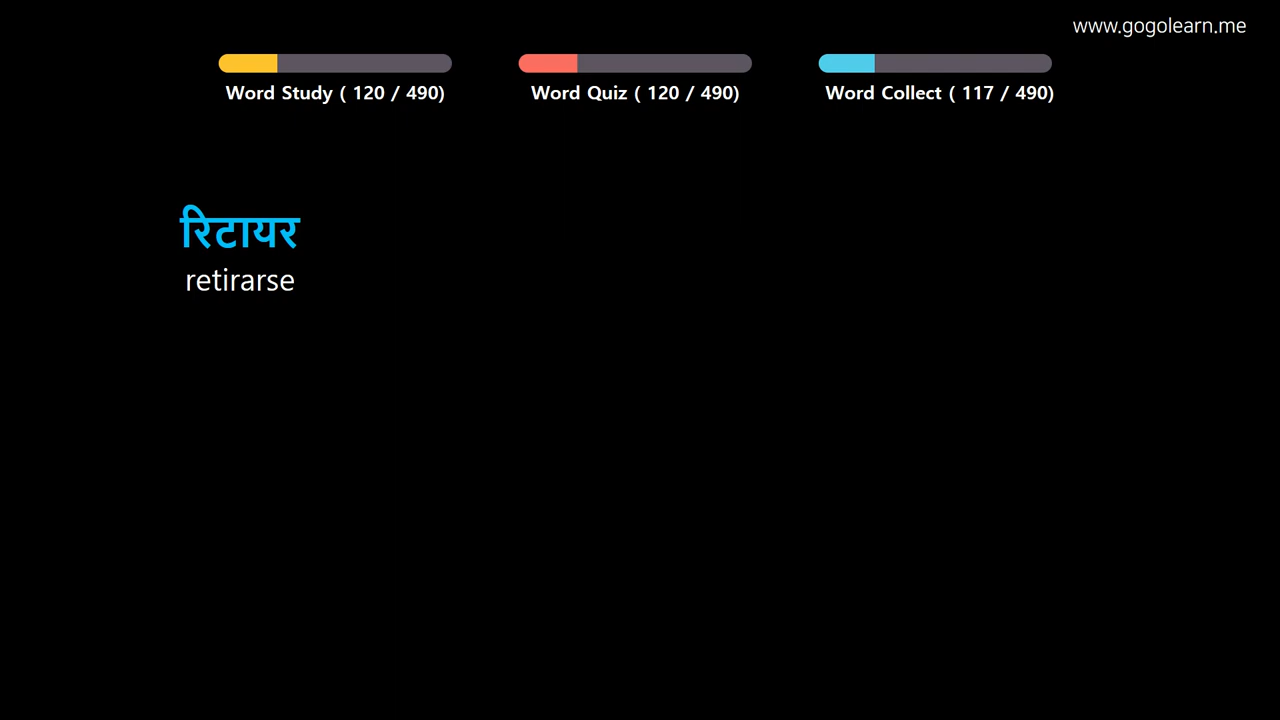 www.gogolearn.me
Word Study ( 120 / 490)
Word Quiz ( 120 / 490)
Word Collect ( 117 / 490)
रिटायर
retirarse